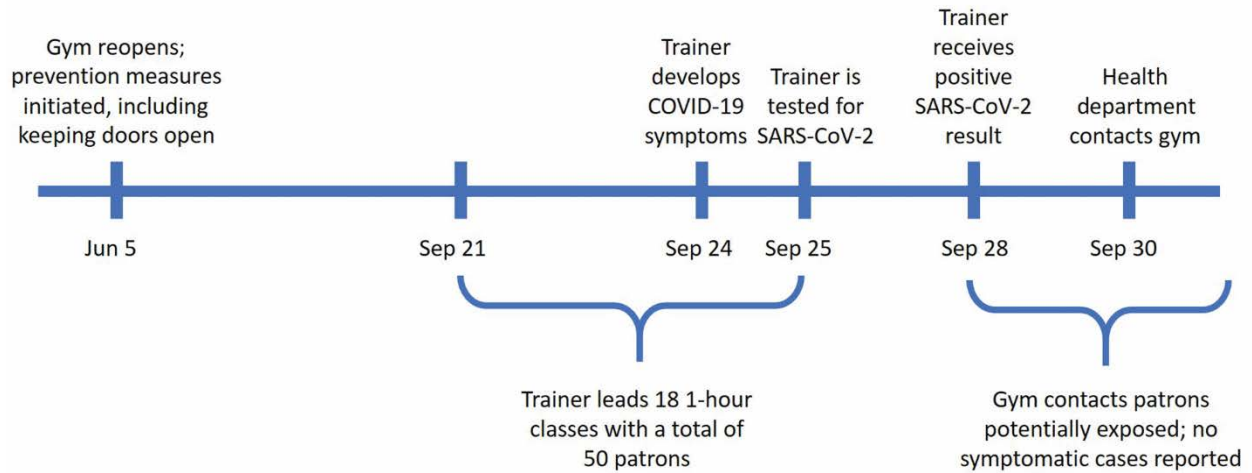 Gym reopens;
prevention measures
initiated, including
keeping doors open
Trainer
develops
COVID-19
symptoms
Trainer is
tested for
SARS-CoV-2
Trainer
receives
positive
SARS-CoV-2
result
Health
department
contacts gym
Jun 5
Sep 21
Sep 24
Sep 25
Sep 28
Sep 30
Trainer leads 18 1-hour
classes with a total of
50 patrons
Gym contacts patrons
potentially exposed; no
symptomatic cases reported